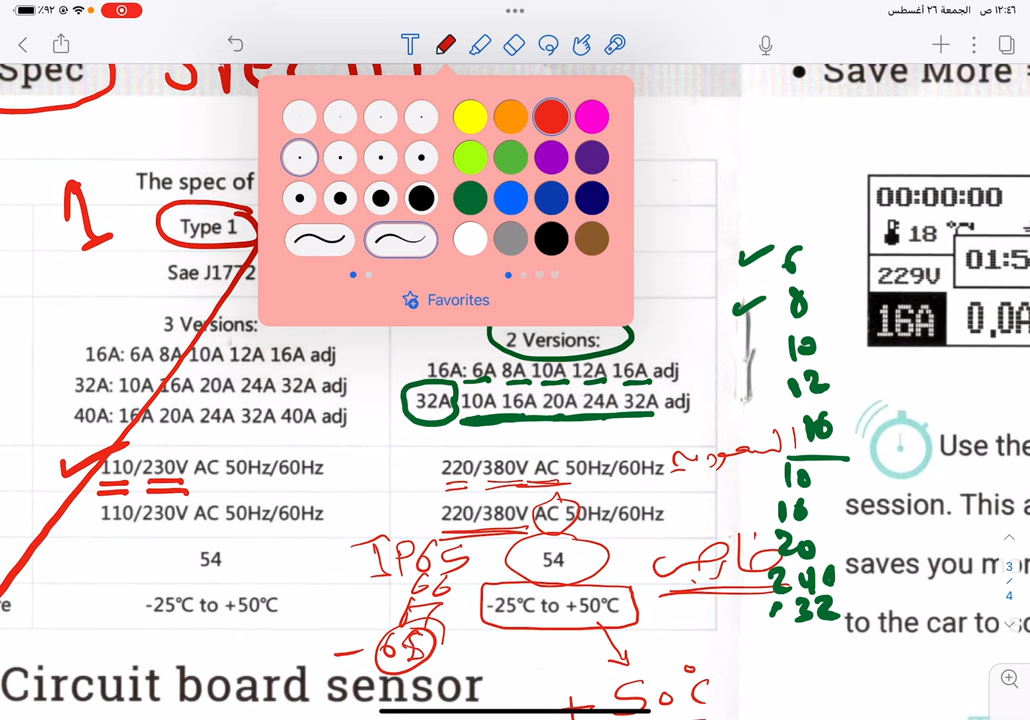 ٪٩٢
١٢:٤٦ ص الجمعة ٢٦ أغسطس
Spec
• Save More
The spec of
1
Type 1
Sae J1772
Favorites
3 Versions:
16A: 6A 8A 10A 12A 16A adj
32A: 10A 16A 20A 24A 32A adj
40A: 16A 20A 24A 32A 40A adj
2 Versions:
16A: 6A 8A 10A 12A 16A adj
32A 10A 16A 20A 24A 32A adj
110/230V AC 50Hz/60Hz
220/380V AC 50Hz/60Hz
السعودية
110/230V AC 50Hz/60Hz
220/380V AC 50Hz/60Hz
54
54
IP65
66
خارجي
-25℃ to +50℃
-25℃ to +50℃
+ 50°C
Circuit board sensor
6
8
10
12
16
10
16
20
32
00:00:00
18 °C
01:5
229V
16A
0,0A
Use the
session. This a
saves you m
to the car to
3
4